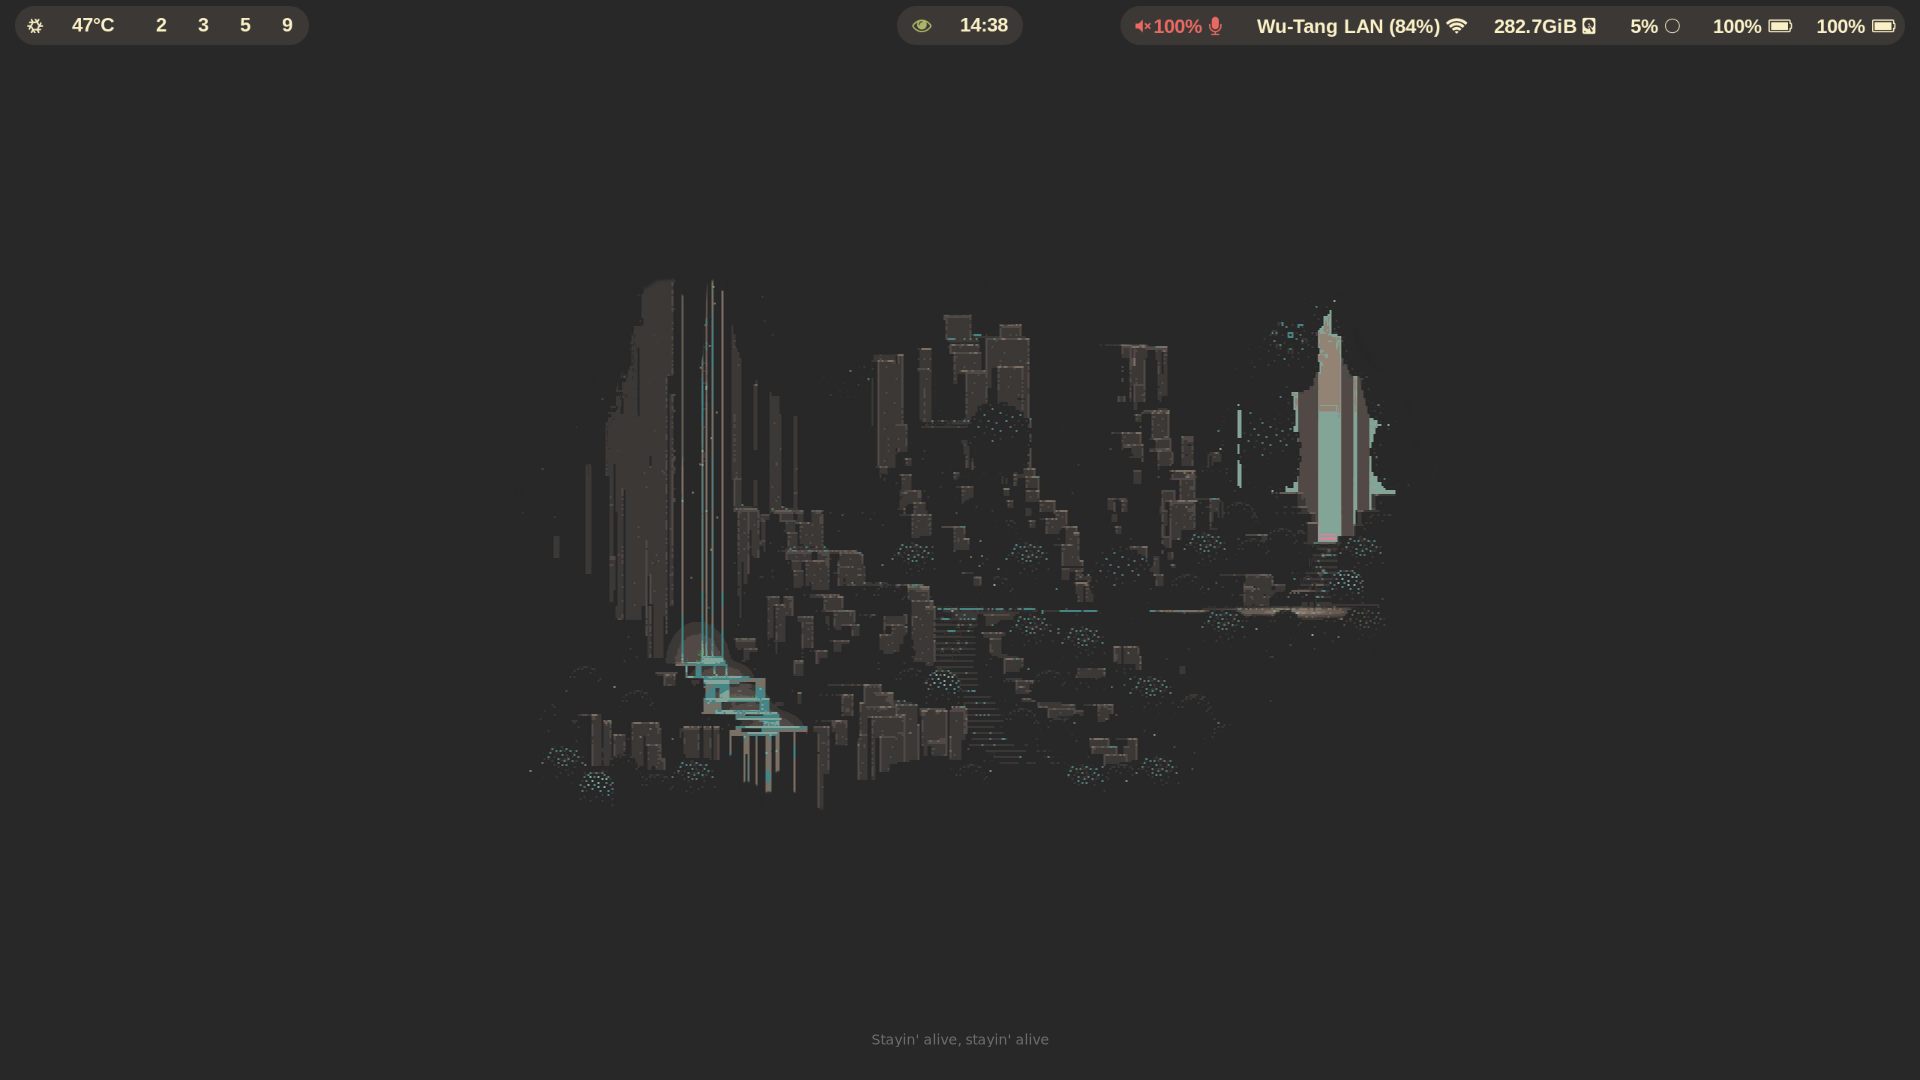 47°C 2 3 5 9 14:38 100% Wu-Tang LAN (84%) 282.7GiB 5% 100% 100%
Stayin' alive, stayin' alive